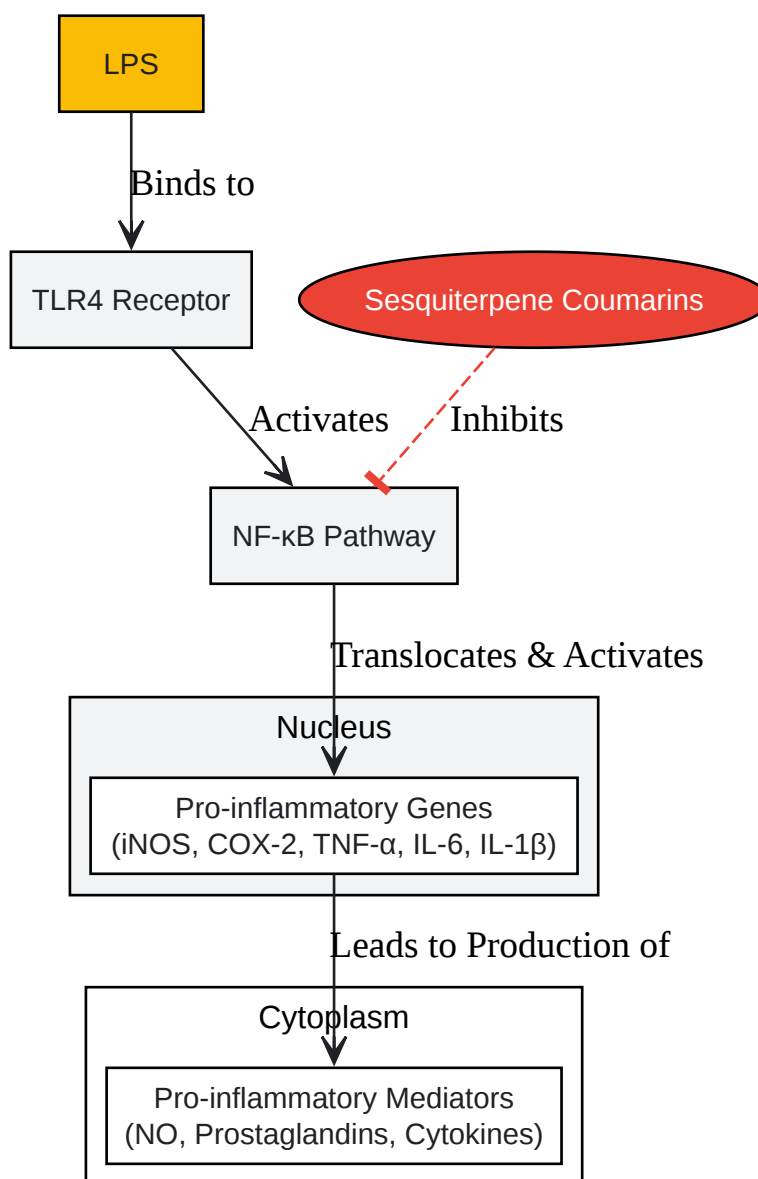 LPS
Binds to
TLR4 Receptor
Sesquiterpene Coumarins
Activates
Inhibits
NF-κB Pathway
Translocates & Activates
Nucleus
Pro-inflammatory Genes
(iNOS, COX-2, TNF-α, IL-6, IL-1β)
Leads to Production of
Cytoplasm
Pro-inflammatory Mediators
(NO, Prostaglandins, Cytokines)